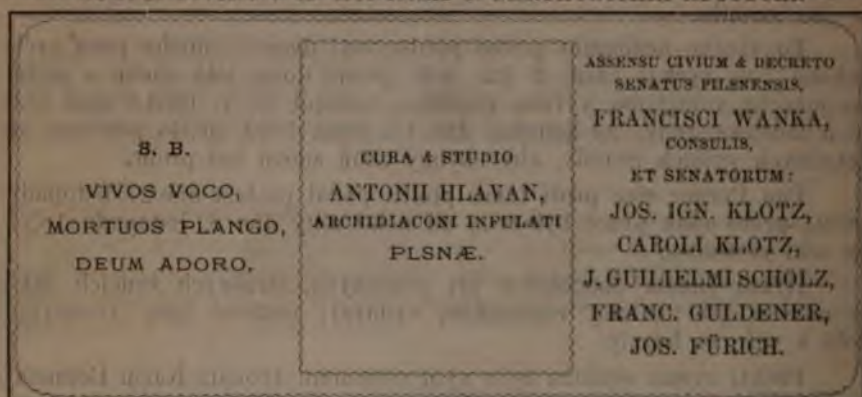 S. B.
VIVOS VOCO,
MORTUOS PLANGO,
DEUM ADORO.
CURA & STUDIO
ANTONII HLAVAN,
ARCHIDIACONI INFULATI
PLSNÆ.
ASSENSU CIVIUM & DECRETO
SENATUS PILSNENSIS,
FRANCISCI WANKA,
CONSULIS,
ET SENATORUM:
JOS. IGN. KLOTZ,
CAROLI KLOTZ,
J. GUILIELMI SCHOLZ,
FRANC. GULDENER,
JOS. FÜRICH.